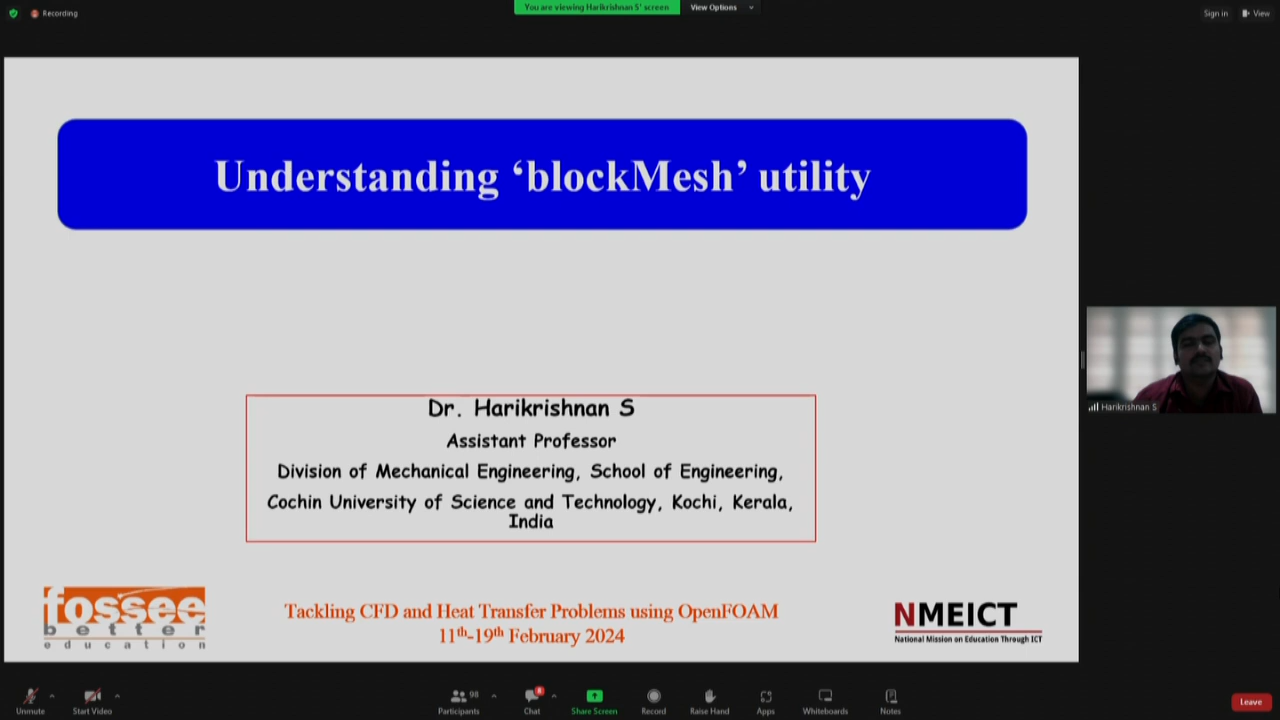 Recording
You are viewing Harikrishnan S' screen
View Options
Sign in
View
Understanding ‘blockMesh’ utility
Dr. Harikrishnan S
Assistant Professor
Division of Mechanical Engineering, School of Engineering,
Cochin University of Science and Technology, Kochi, Kerala,
India
Harikrishnan S
fossee
better
education
Tackling CFD and Heat Transfer Problems using OpenFOAM
11th-19th February 2024
NMEICT
National Mission on Education Through ICT
Unmute
Start Video
98
Participants
8
Chat
Share Screen
Record
Raise Hand
Apps
Whiteboards
Notes
Leave